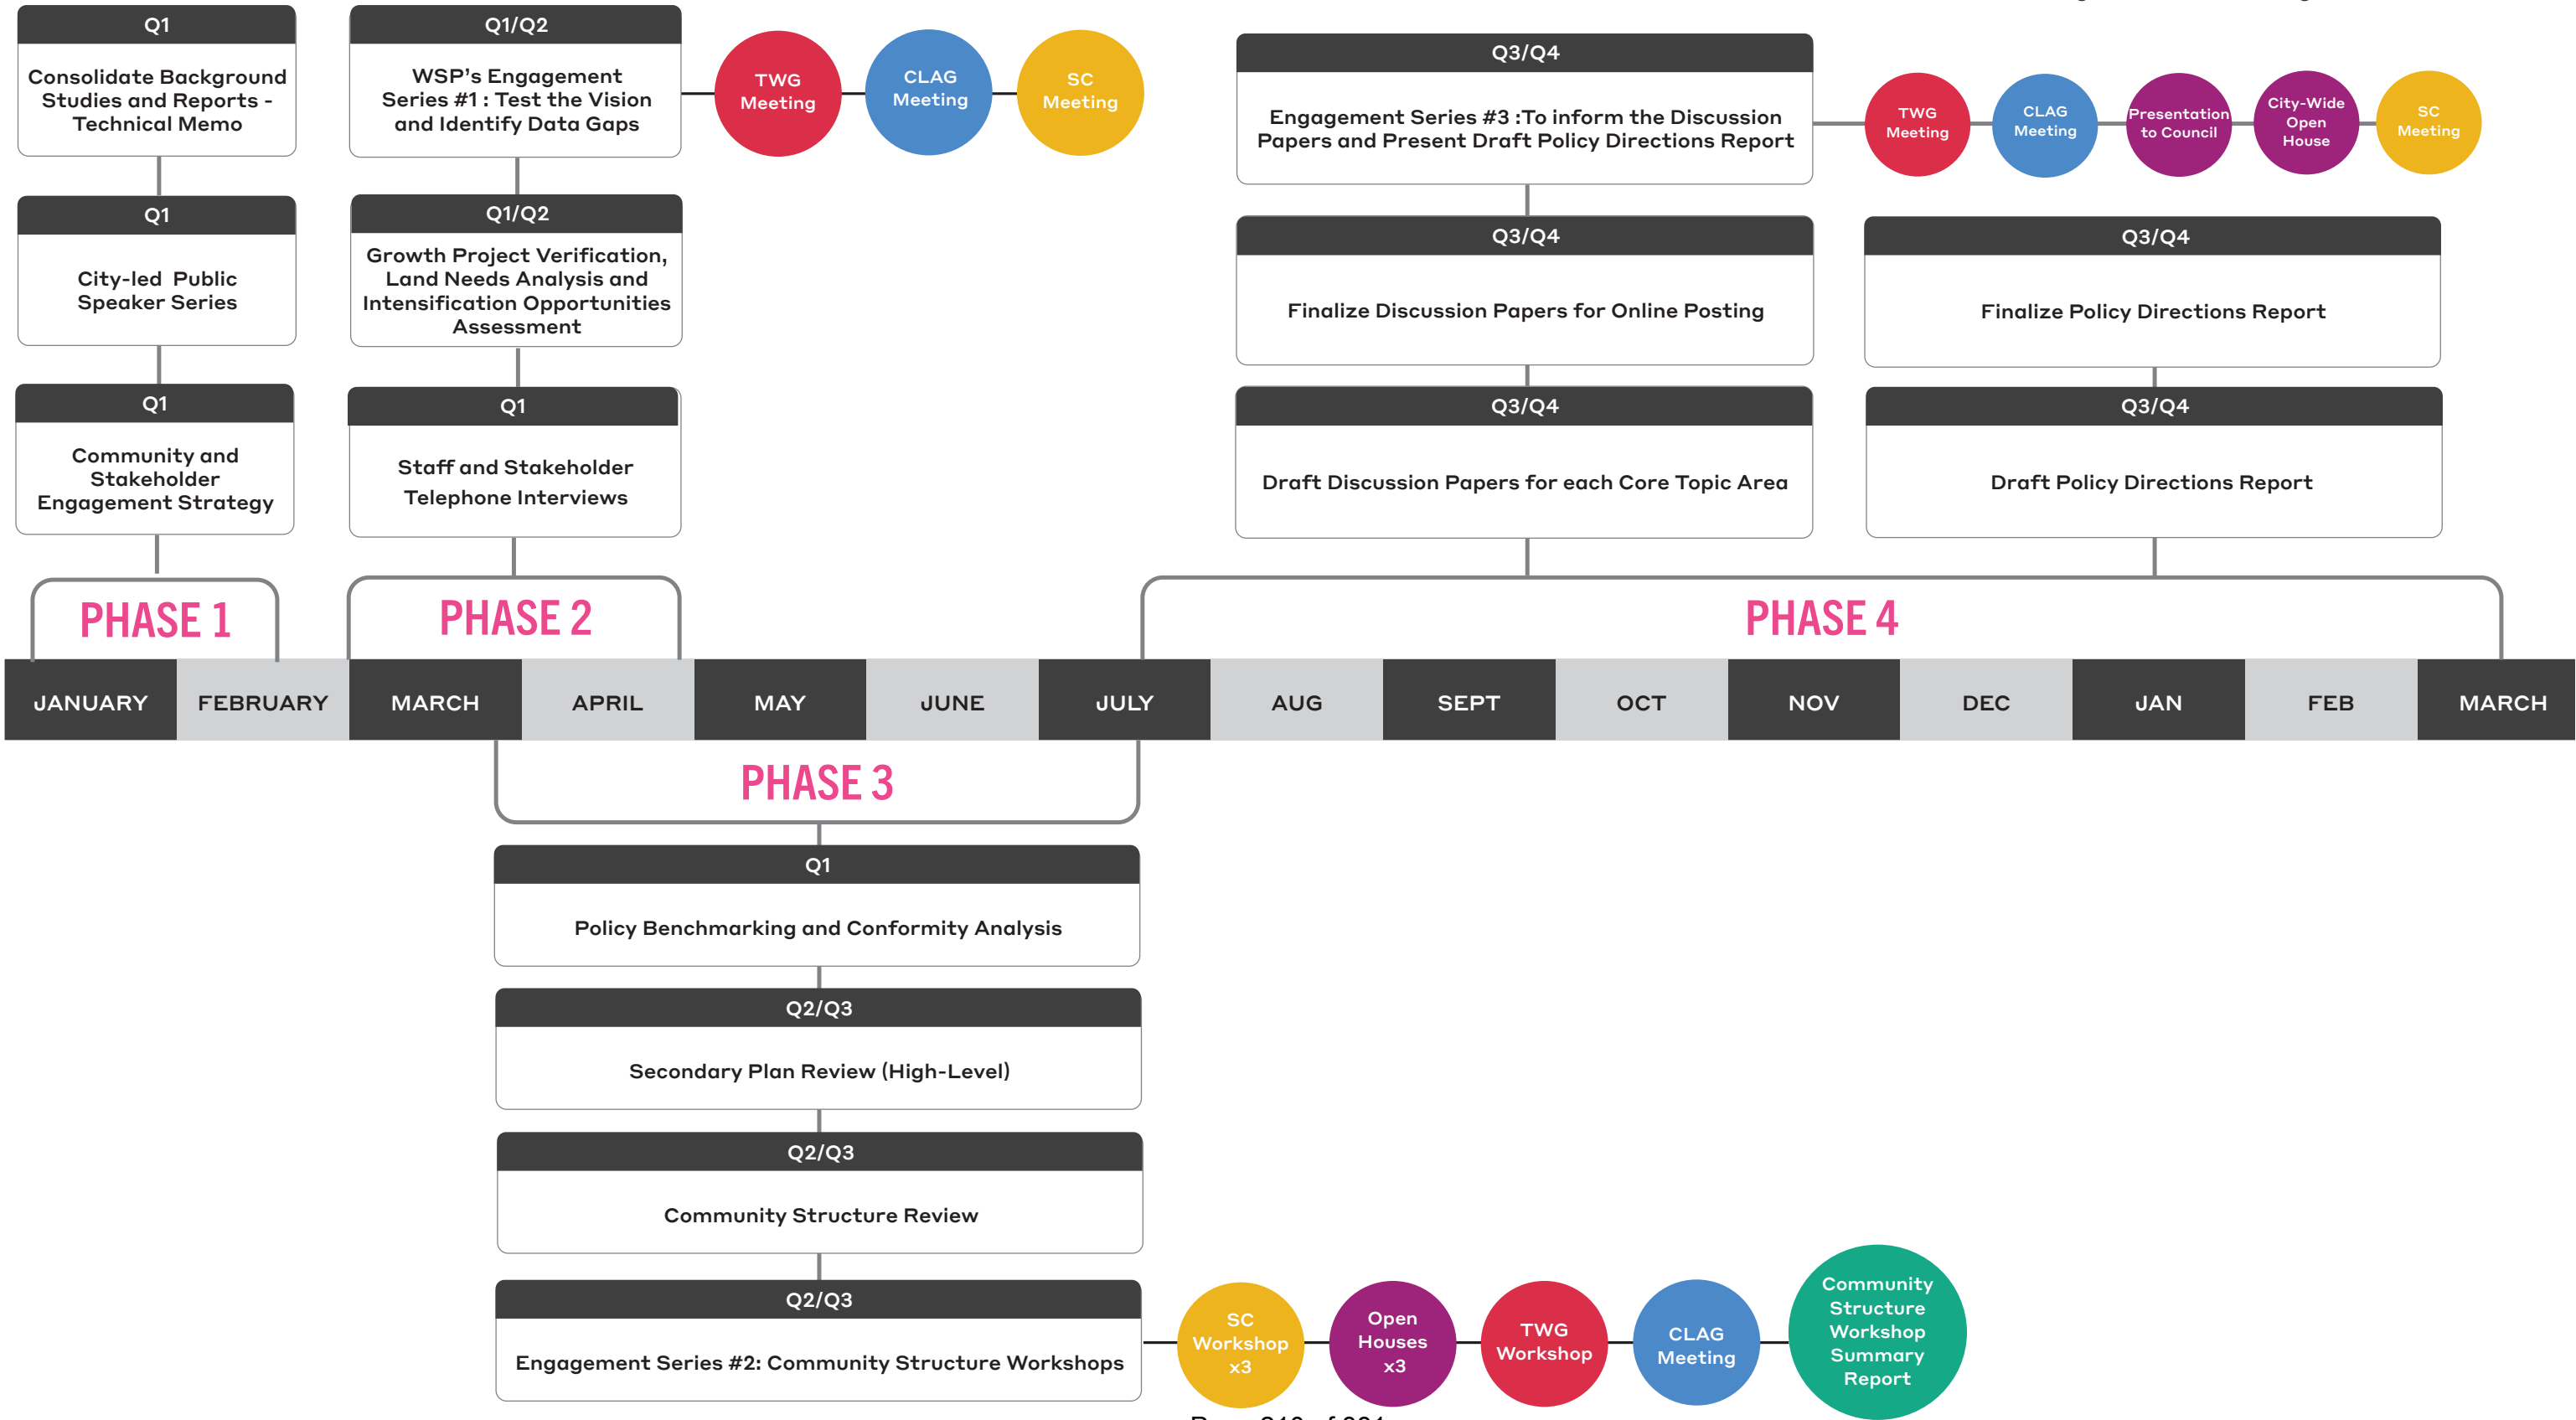 Q1
Consolidate Background
Studies and Reports -
Technical Memo
Q1
City-led Public
Speaker Series
Q1
Community and
Stakeholder
Engagement Strategy
Q1/Q2
WSP's Engagement
Series #1 : Test the Vision
and Identify Data Gaps
TWG
Meeting
CLAG
Meeting
SC
Meeting
Q1/Q2
Growth Project Verification,
Land Needs Analysis and
Intensification Opportunities
Assessment
Q1
Staff and Stakeholder
Telephone Interviews
Q3/Q4
Engagement Series #3 :To inform the Discussion
Papers and Present Draft Policy Directions Report
TWG
Meeting
CLAG
Meeting
Presentation
to Council
City-Wide
Open
House
SC
Meeting
Q3/Q4
Finalize Discussion Papers for Online Posting
Q3/Q4
Draft Discussion Papers for each Core Topic Area
Q3/Q4
Finalize Policy Directions Report
Q3/Q4
Draft Policy Directions Report
PHASE 1
PHASE 2
PHASE 4
JANUARY
FEBRUARY
MARCH
APRIL
MAY
JUNE
JULY
AUG
SEPT
OCT
NOV
DEC
JAN
FEB
MARCH
PHASE 3
Q1
Policy Benchmarking and Conformity Analysis
Q2/Q3
Secondary Plan Review (High-Level)
Q2/Q3
Community Structure Review
Q2/Q3
Engagement Series #2: Community Structure Workshops
SC
Workshop
x3
Open
Houses
x3
TWG
Workshop
CLAG
Meeting
Community
Structure
Workshop
Summary
Report